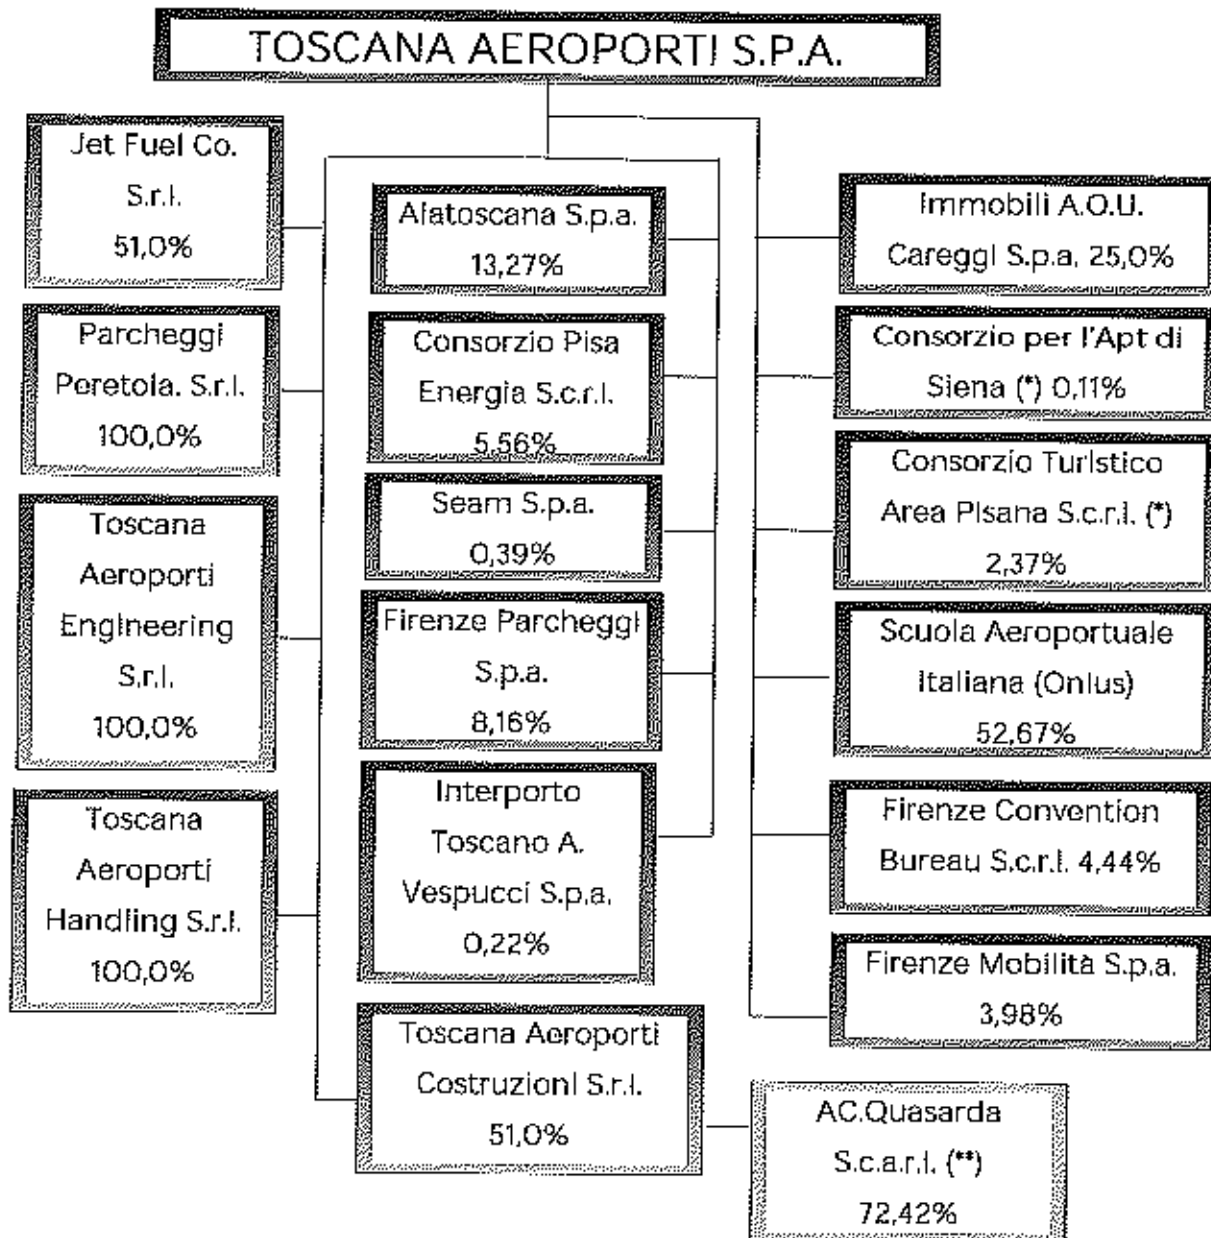 TOSCANA AEROPORTI S.P.A.
Jet Fuel Co.
S.r.l.
51,0%
Parcheggi
Peretola. S.r.l.
100,0%
Toscana
Aeroporti
Engineering
S.r.l.
100,0%
Toscana
Aeroporti
Handling S.r.l.
100,0%
Alatoscana S.p.a.
13,27%
Consorzio Pisa
Energia S.c.r.l.
5,56%
Seam S.p.a.
0,39%
Firenze Parcheggi
S.p.a.
8,16%
Interporto
Toscano A.
Vespucci S.p.a.
0,22%
Toscana Aeroporti
Costruzioni S.r.l.
51,0%
Immobili A.O.U.
Careggi S.p.a. 25,0%
Consorzio per l'Apt di
Siena (*) 0,11%
Consorzio Turistico
Area Pisana S.c.r.l. (*)
2,37%
Scuola Aeroportuale
Italiana (Onlus)
52,67%
Firenze Convention
Bureau S.c.r.l. 4,44%
Firenze Mobilità S.p.a.
3,98%
AC.Quasarda
S.c.a.r.l. (**)
72,42%